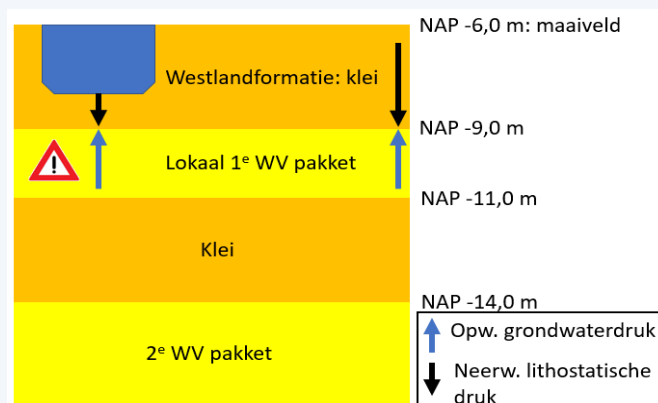 NAP -6,0 m: maaiveld
Westlandformatie: klei
NAP -9,0 m
!
Lokaal 1e WV pakket
NAP -11,0 m
Klei
NAP -14,0 m
2e WV pakket
Opw. grondwaterdruk
Neerw. lithostatische
druk